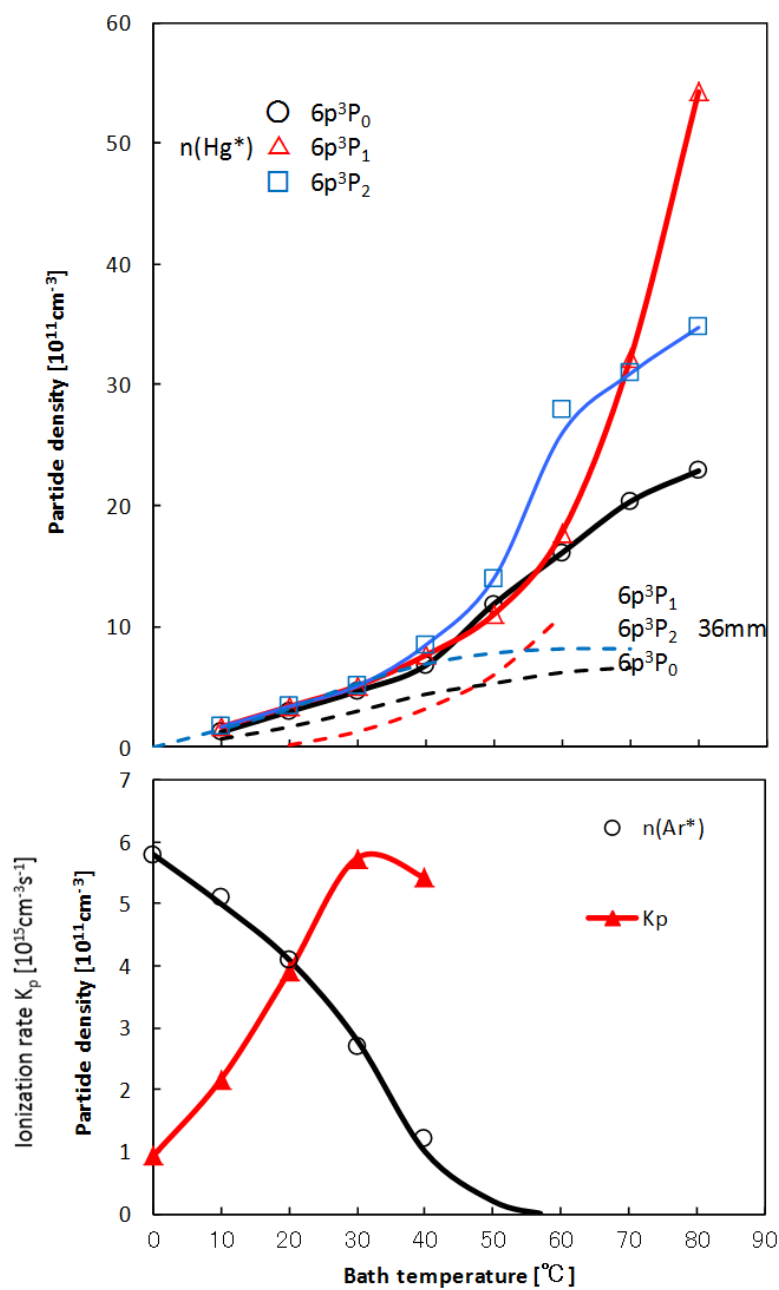 60
50
40
30
20
10
0
Partide density [10¹¹cm⁻³]
n(Hg*)
6p³P₀
6p³P₁
6p³P₂
6p³P₁
6p³P₂ 36mm
6p³P₀
7
6
5
4
3
2
1
0
Ionization rate Kₚ [10¹⁵cm⁻³s⁻¹]
Partide density [10¹¹cm⁻³]
n(Ar*)
Kp
0 10 20 30 40 50 60 70 80 90
Bath temperature [℃]